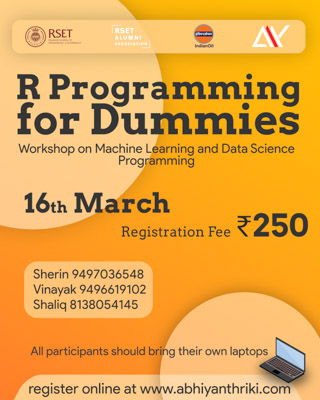 RSET
RSET
ALUMNI
ASSOCIATION
IndianOil
R Programming
for Dummies
Workshop on Machine Learning and Data Science
Programming
16th March
Registration Fee ₹250
Sherin 9497036548
Vinayak 9496619102
Shaliq 8138054145
All participants should bring their own laptops
register online at www.abhiyanthriki.com